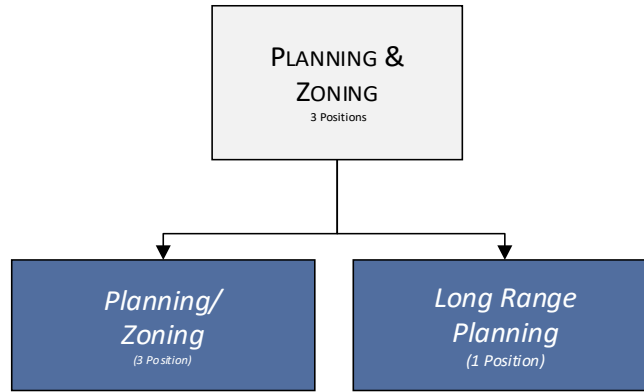 PLANNING &
ZONING
3 Positions
Planning/
Zoning
(3 Position)
Long Range
Planning
(1 Position)